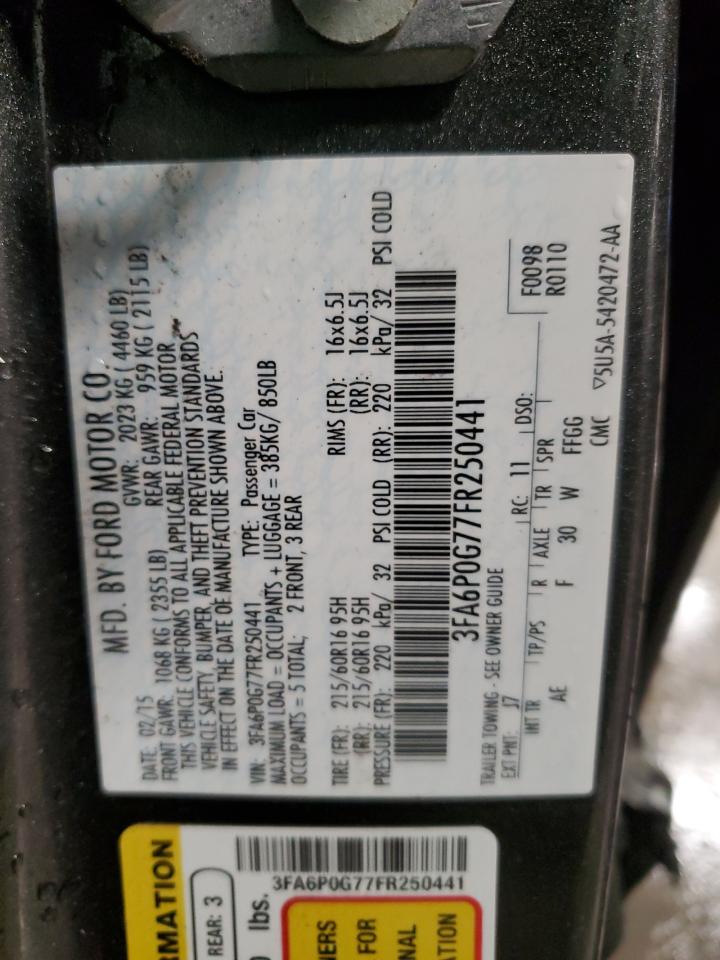 MFD. BY FORD MOTOR CO.
DATE: 02/15 GVWR: 2023 KG ( 4460 LB)
FRONT GAWR: 1068 KG ( 2355 LB) REAR GAWR: 959 KG ( 2115 LB)
THIS VEHICLE CONFORMS TO ALL APPLICABLE FEDERAL MOTOR
VEHICLE SAFETY, BUMPER, AND THEFT PREVENTION STANDARDS
IN EFFECT ON THE DATE OF MANUFACTURE SHOWN ABOVE.
VIN: 3FA6P0G77FR250441 TYPE: Passenger Car
MAXIMUM LOAD = OCCUPANTS + LUGGAGE = 385KG/ 850LB
OCCUPANTS = 5 TOTAL; 2 FRONT, 3 REAR
TIRE (FR): 215/60R16 95H RIMS (FR): 16x6.5J
(RR): 215/60R16 95H (RR): 16x6.5J
PRESSURE (FR): 220 kPa/ 32 PSI COLD (RR): 220 kPa/ 32 PSI COLD
3FA6P0G77FR250441
TRAILER TOWING - SEE OWNER GUIDE
F0098
R0110
EXT PNT: J7 RC: 11 DSO:
INT TR TP/PS R AXLE TR SPR
AE F 30 W FFGG
CMC ▽5U5A-5420472-AA
RMATION
REAR: 3
lbs.
3FA6P0G77FR250441
NERS
FOR
NAL
ATION